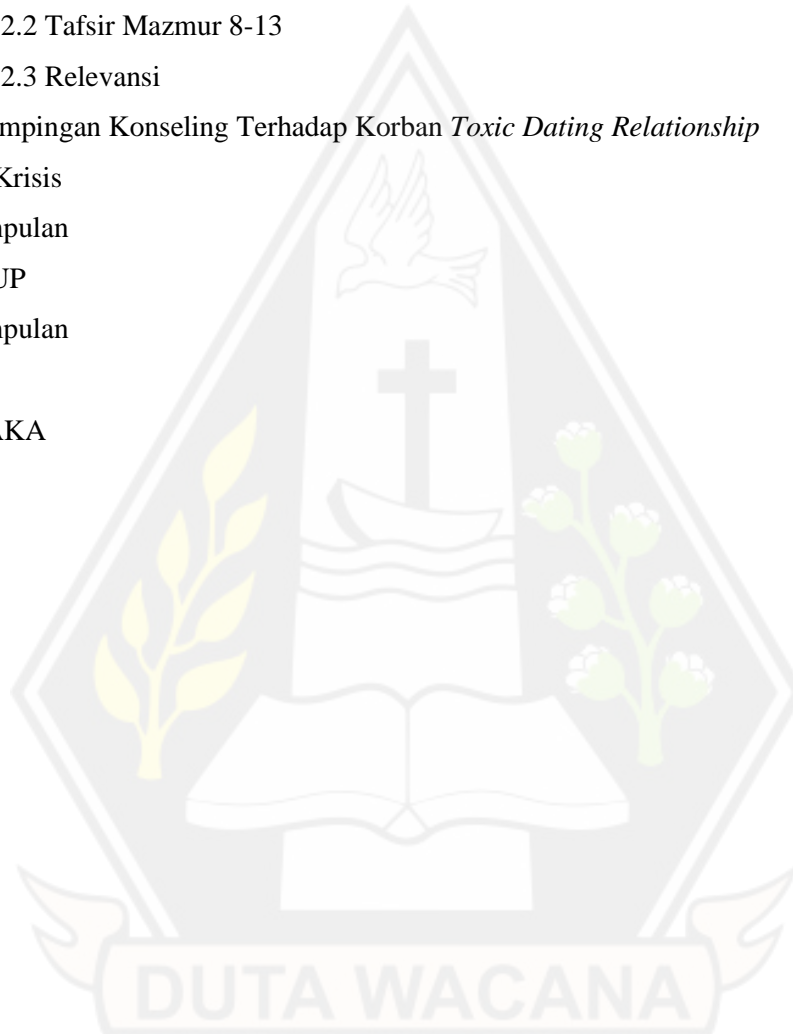 2.2 Tafsir Mazmur 8-13
2.3 Relevansi
mpingan Konseling Terhadap Korban Toxic Dating Relationship
Krisis
npulan
UP
npulan
AKA
DUTA WACANA